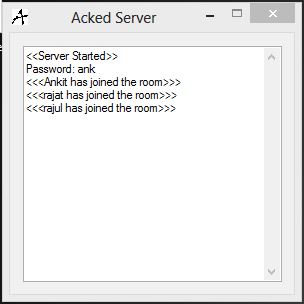 Acked Server
<<Server Started>>
Password: ank
<<<Ankit has joined the room>>>
<<<rajat has joined the room>>>
<<<rajul has joined the room>>>